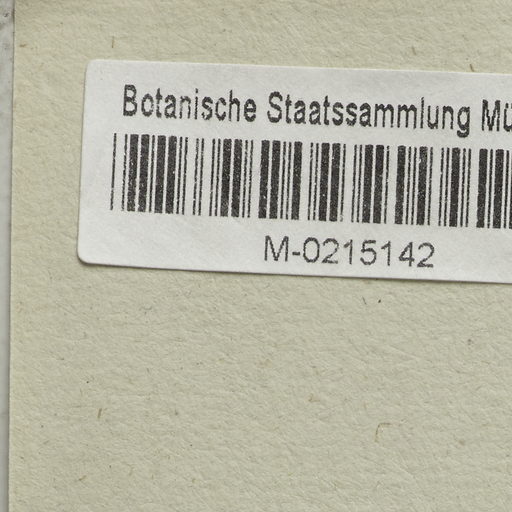 Botanische Staatssammlung Mü
M-0215142